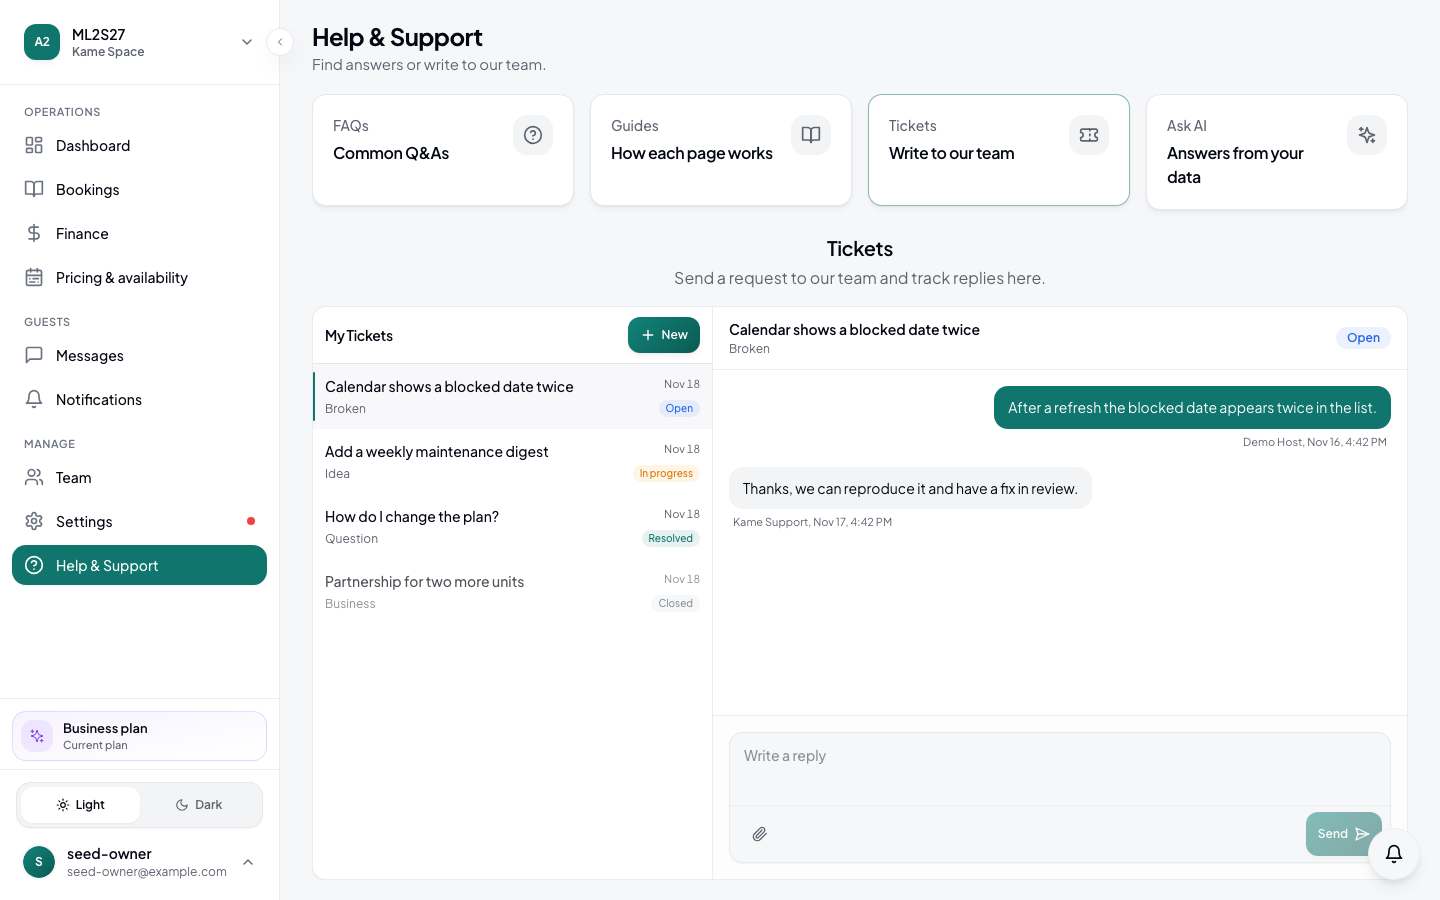 A2
ML2S27
Kame Space
OPERATIONS
Dashboard
Bookings
Finance
Pricing & availability
GUESTS
Messages
Notifications
MANAGE
Team
Settings
Help & Support
Business plan
Current plan
Light
Dark
S
seed-owner
seed-owner@example.com
Help & Support
Find answers or write to our team.
FAQs
Common Q&As
Guides
How each page works
Tickets
Write to our team
Ask AI
Answers from your
data
Tickets
Send a request to our team and track replies here.
My Tickets
New
Calendar shows a blocked date twice
Nov 18
Broken
Open
Add a weekly maintenance digest
Nov 18
Idea
In progress
How do I change the plan?
Nov 18
Question
Resolved
Partnership for two more units
Nov 18
Business
Closed
Calendar shows a blocked date twice
Broken
Open
After a refresh the blocked date appears twice in the list.
Demo Host, Nov 16, 4:42 PM
Thanks, we can reproduce it and have a fix in review.
Kame Support, Nov 17, 4:42 PM
Write a reply
Send